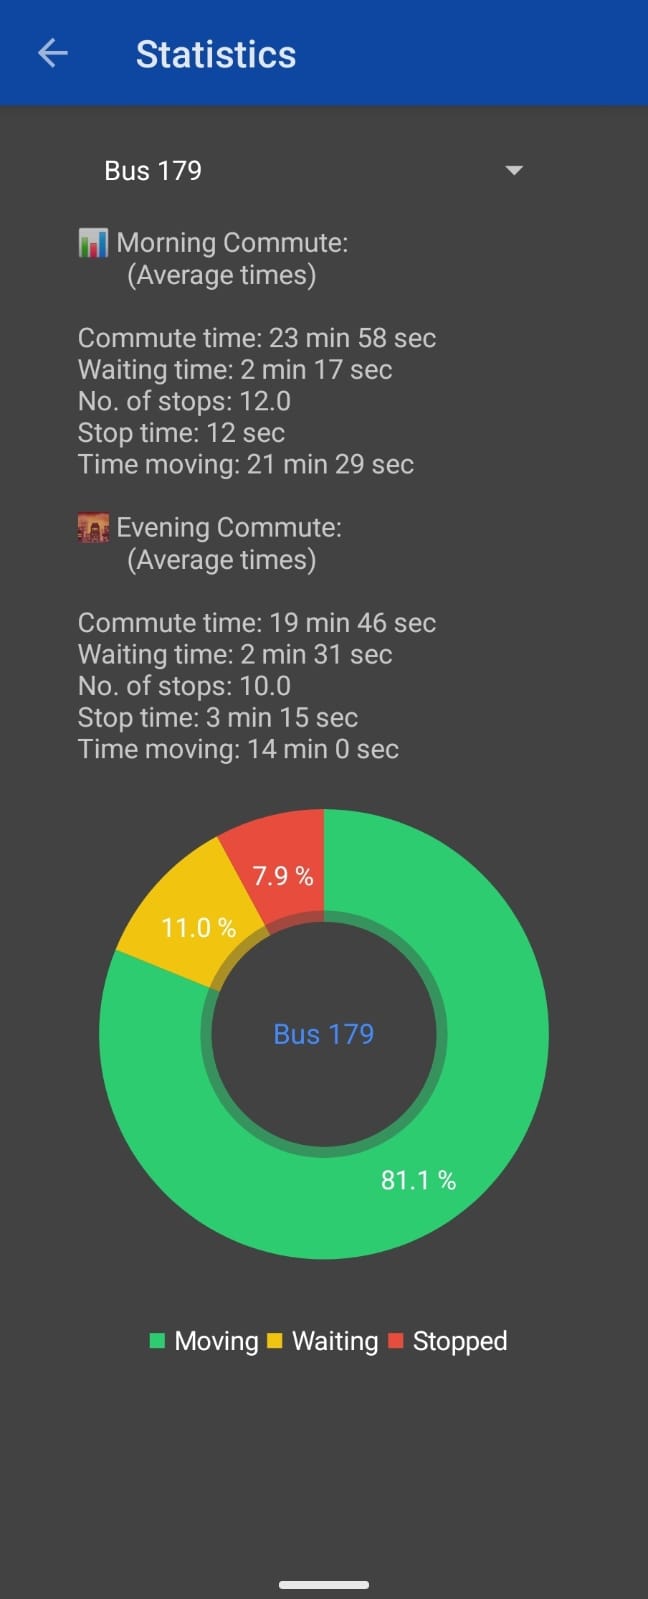 Statistics
Bus 179
Morning Commute:
(Average times)
Commute time: 23 min 58 sec
Waiting time: 2 min 17 sec
No. of stops: 12.0
Stop time: 12 sec
Time moving: 21 min 29 sec
Evening Commute:
(Average times)
Commute time: 19 min 46 sec
Waiting time: 2 min 31 sec
No. of stops: 10.0
Stop time: 3 min 15 sec
Time moving: 14 min 0 sec
7.9 %
11.0 %
Bus 179
81.1 %
Moving Waiting Stopped